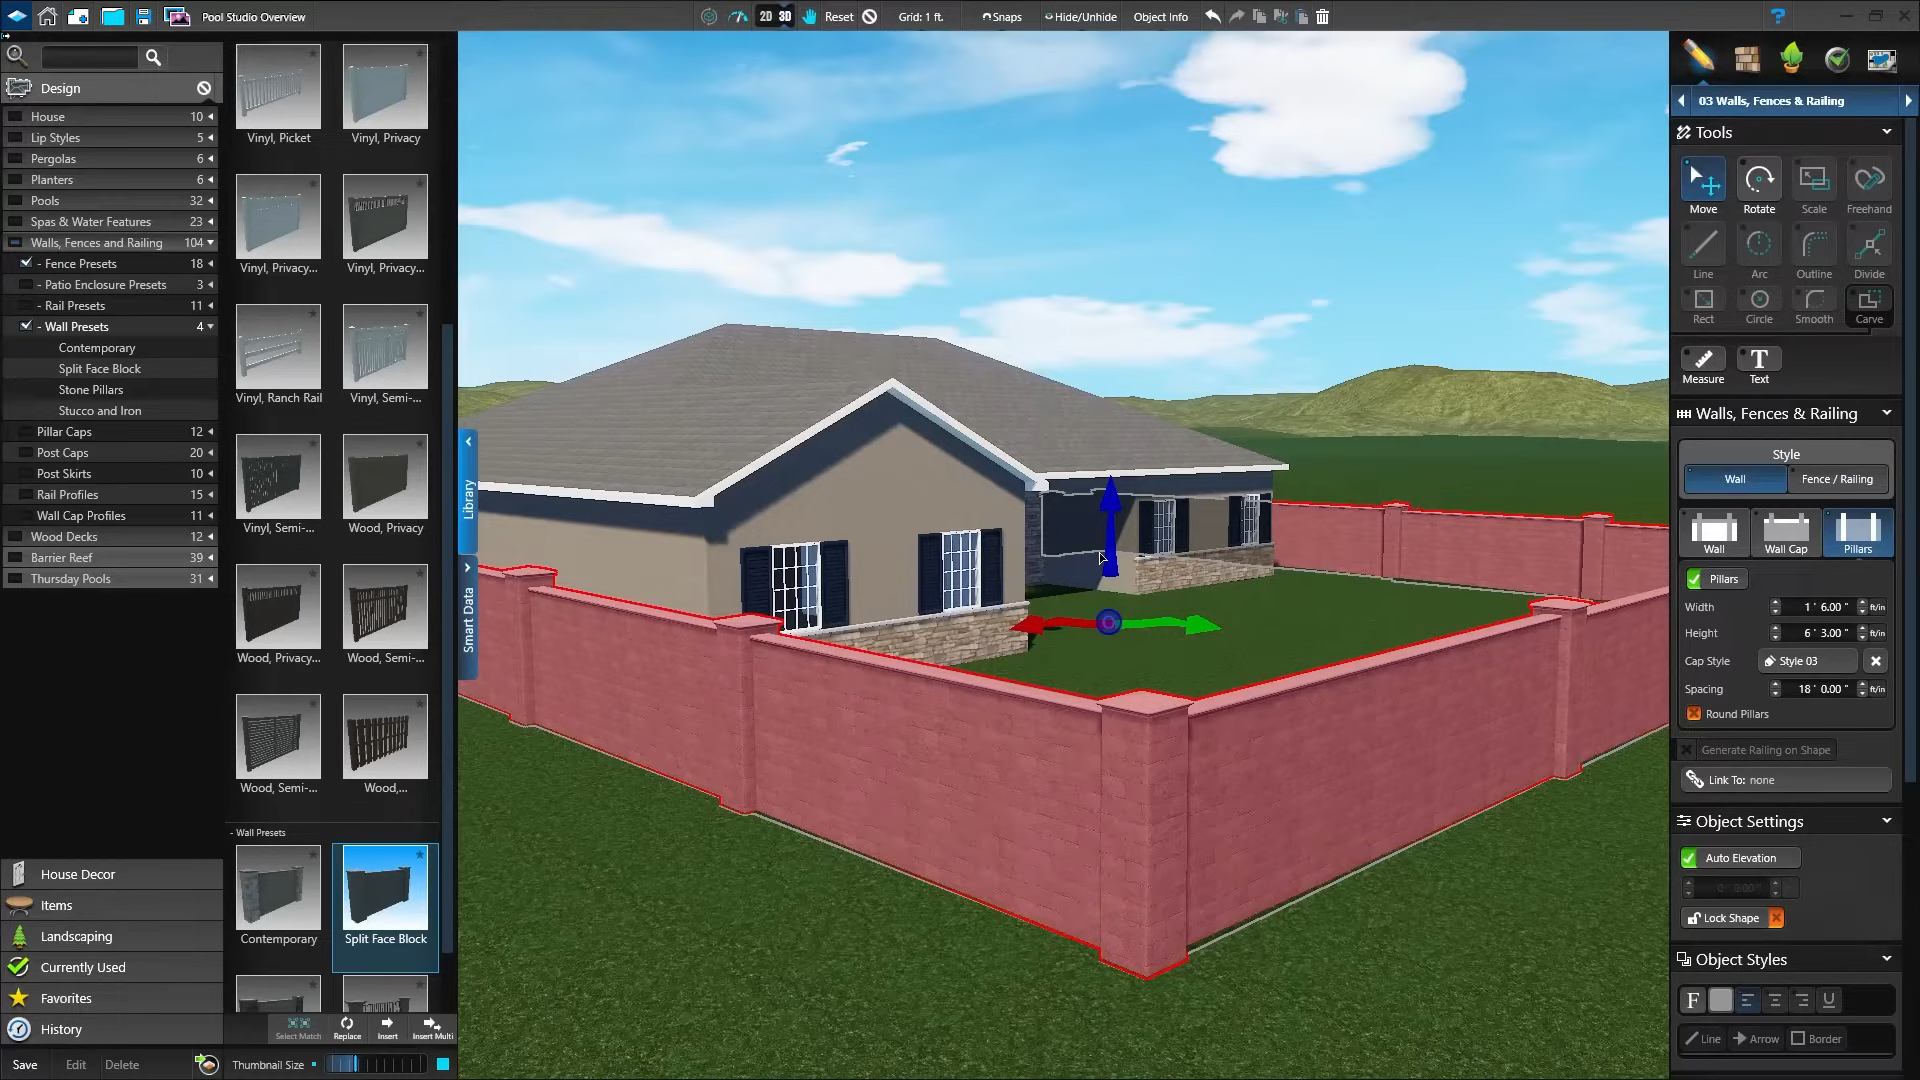 Pool Studio Overview
2D 3D Reset Grid: 1 ft. Snaps Hide/Unhide Object Info
?
Design
House 10
Lip Styles 5
Pergolas 6
Planters 6
Pools 32
Spas & Water Features 23
Walls, Fences and Railing 104
- Fence Presets 18
- Patio Enclosure Presets 3
- Rail Presets 11
- Wall Presets 4
Contemporary
Split Face Block
Stone Pillars
Stucco and Iron
Pillar Caps 12
Post Caps 20
Post Skirts 10
Rail Profiles 15
Wall Cap Profiles 11
Wood Decks 12
Barrier Reef 39
Thursday Pools 31
House Decor
Items
Landscaping
Currently Used
Favorites
History
Save Edit Delete
Vinyl, Picket Vinyl, Privacy
Vinyl, Privacy... Vinyl, Privacy...
Vinyl, Ranch Rail Vinyl, Semi-...
Vinyl, Semi-... Wood, Privacy
Wood, Privacy... Wood, Semi-...
Wood, Semi-... Wood,...
- Wall Presets
Contemporary Split Face Block
Select Match Replace Insert Insert Multi
Thumbnail Size
Library
Smart Data
03 Walls, Fences & Railing
Tools
Move Rotate Scale Freehand
Line Arc Outline Divide
Rect Circle Smooth Carve
T
Measure Text
Walls, Fences & Railing
Style
Wall Fence / Railing
Wall Wall Cap Pillars
Pillars
Width 1 ' 6.00 " ft/in
Height 6 ' 3.00 " ft/in
Cap Style Style 03
Spacing 18 ' 0.00 " ft/in
Round Pillars
Generate Railing on Shape
Link To: none
Object Settings
Auto Elevation
0 ' 0.00 "
Lock Shape
Object Styles
F U
Line Arrow Border